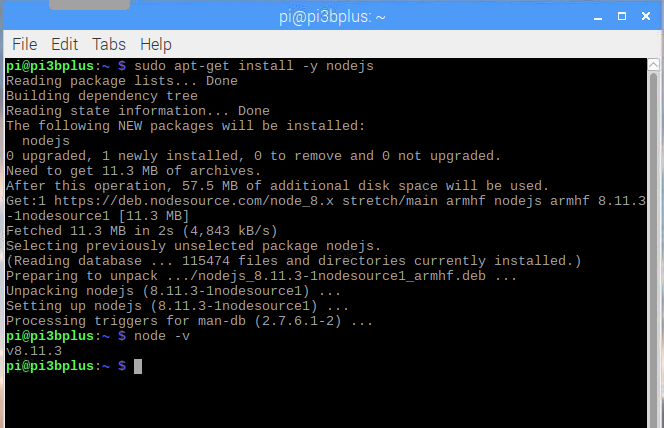 pi@pi3bplus: ~
File Edit Tabs Help
pi@pi3bplus:~ $ sudo apt-get install -y nodejs
Reading package lists... Done
Building dependency tree
Reading state information... Done
The following NEW packages will be installed:
  nodejs
0 upgraded, 1 newly installed, 0 to remove and 0 not upgraded.
Need to get 11.3 MB of archives.
After this operation, 57.5 MB of additional disk space will be used.
Get:1 https://deb.nodesource.com/node_8.x stretch/main armhf nodejs armhf 8.11.3
-1nodesource1 [11.3 MB]
Fetched 11.3 MB in 2s (4,843 kB/s)
Selecting previously unselected package nodejs.
(Reading database ... 115474 files and directories currently installed.)
Preparing to unpack .../nodejs_8.11.3-1nodesource1_armhf.deb ...
Unpacking nodejs (8.11.3-1nodesource1) ...
Setting up nodejs (8.11.3-1nodesource1) ...
Processing triggers for man-db (2.7.6.1-2) ...
pi@pi3bplus:~ $ node -v
v8.11.3
pi@pi3bplus:~ $